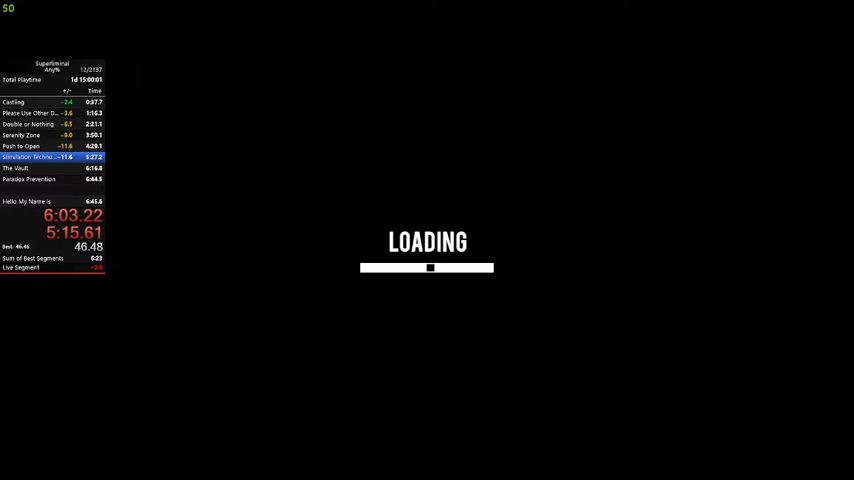 50
Superliminal
Any% 12/2137
Total Playtime 1d 15:00:01
+/- Time
Castling −2.4 0:37.7
Please Use Other D... −3.6 1:16.3
Double or Nothing −6.5 2:21.1
Serenity Zone −9.0 3:50.1
Push to Open −11.6 4:29.1
Simulation Techno... −11.6 5:27.2
The Vault 6:16.8
Paradox Prevention 6:44.5
Hello My Name is 6:45.6
6:03.22
5:15.61
Best: 46.46 46.48
Sum of Best Segments 6:23
Live Segment
LOADING